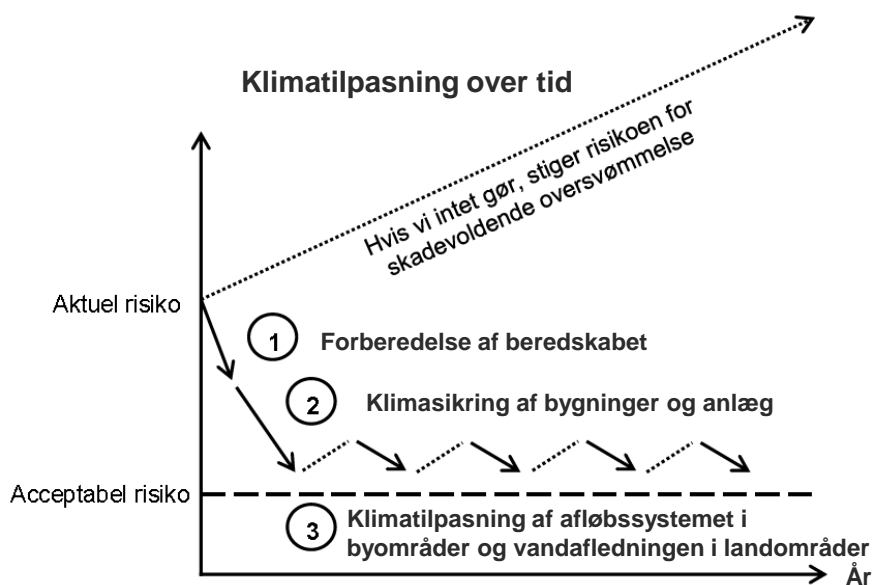 Klimatilpasning over tid
Hvis vi intet gør, stiger risikoen for
skadevoldende oversvømmelse
Aktuel risiko
1 Forberedelse af beredskabet
2 Klimasikring af bygninger og anlæg
Acceptabel risiko
3 Klimatilpasning af afløbssystemet i
byområder og vandafledningen i landområder
År